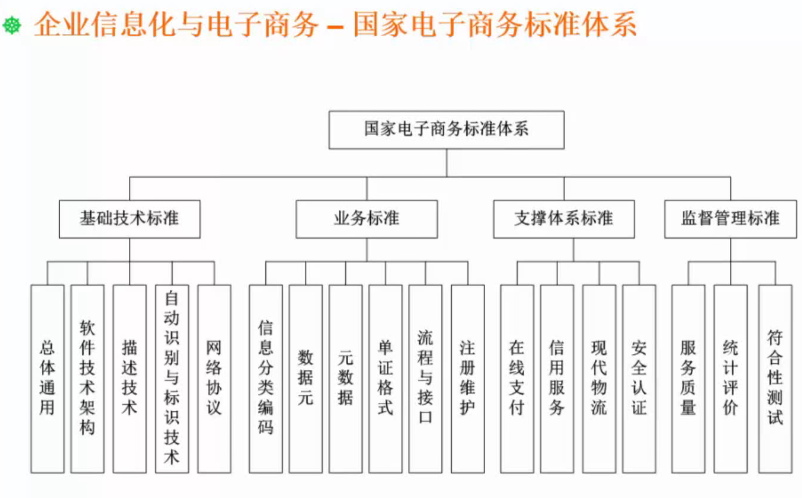 企业信息化与电子商务 – 国家电子商务标准体系
国家电子商务标准体系
基础技术标准
业务标准
支撑体系标准
监督管理标准
总体通用
软件技术架构
描述技术
自动识别与标识技术
网络协议
信息分类编码
数据元
元数据
单证格式
流程与接口
注册维护
在线支付
信用服务
现代物流
安全认证
服务质量
统计评价
符合性测试